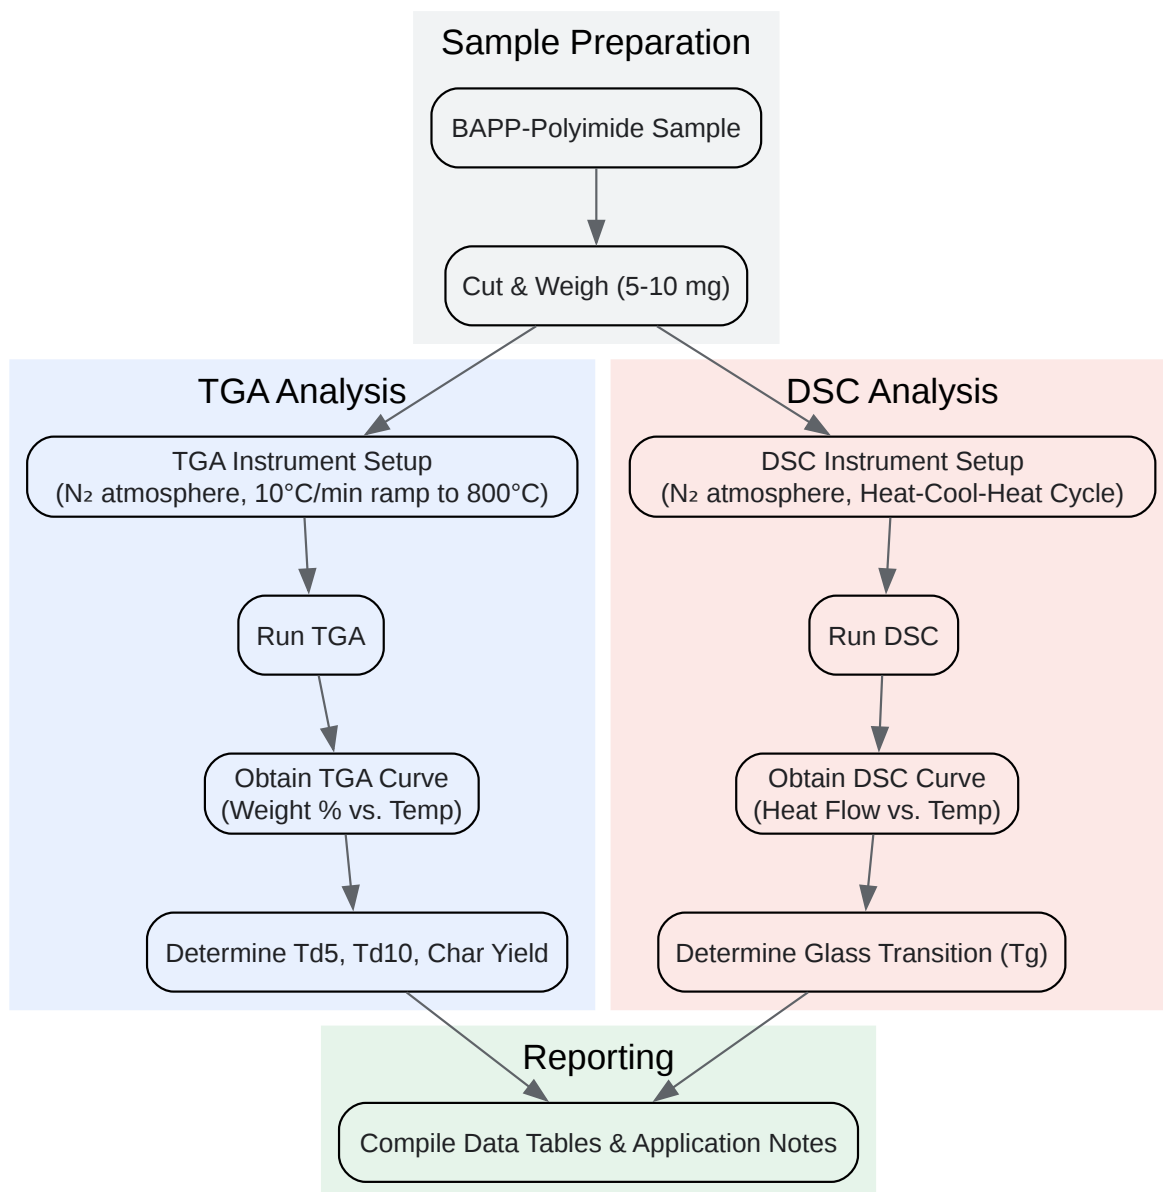 Sample Preparation
BAPP-Polyimide Sample
Cut & Weigh (5-10 mg)
TGA Analysis
TGA Instrument Setup
(N₂ atmosphere, 10°C/min ramp to 800°C)
Run TGA
Obtain TGA Curve
(Weight % vs. Temp)
Determine Td5, Td10, Char Yield
DSC Analysis
DSC Instrument Setup
(N₂ atmosphere, Heat-Cool-Heat Cycle)
Run DSC
Obtain DSC Curve
(Heat Flow vs. Temp)
Determine Glass Transition (Tg)
Reporting
Compile Data Tables & Application Notes